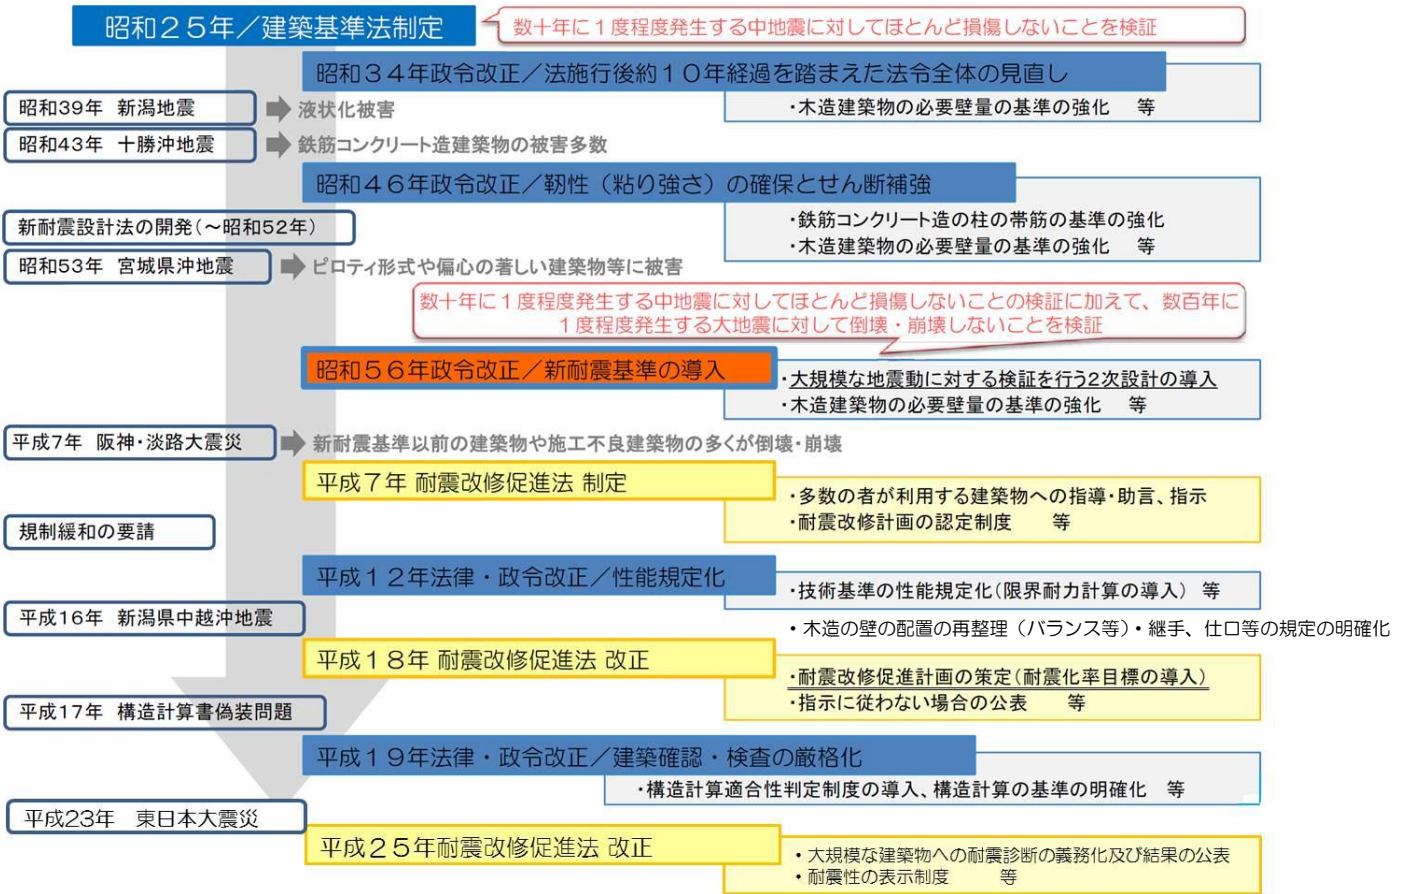 昭和２５年／建築基準法制定
数十年に１度程度発生する中地震に対してほとんど損傷しないことを検証
昭和３４年政令改正／法施行後約１０年経過を踏まえた法令全体の見直し
・木造建築物の必要壁量の基準の強化　等
昭和39年　新潟地震
液状化被害
昭和43年　十勝沖地震
鉄筋コンクリート造建築物の被害多数
昭和４６年政令改正／靭性（粘り強さ）の確保とせん断補強
・鉄筋コンクリート造の柱の帯筋の基準の強化
・木造建築物の必要壁量の基準の強化　等
新耐震設計法の開発（～昭和52年）
昭和53年　宮城県沖地震
ピロティ形式や偏心の著しい建築物等に被害
数十年に１度程度発生する中地震に対してほとんど損傷しないことの検証に加えて、数百年に
１度程度発生する大地震に対して倒壊・崩壊しないことを検証
昭和５６年政令改正／新耐震基準の導入
・大規模な地震動に対する検証を行う2次設計の導入
・木造建築物の必要壁量の基準の強化　等
平成7年　阪神・淡路大震災
新耐震基準以前の建築物や施工不良建築物の多くが倒壊・崩壊
平成７年 耐震改修促進法 制定
・多数の者が利用する建築物への指導・助言、指示
・耐震改修計画の認定制度　　等
規制緩和の要請
平成１２年法律・政令改正／性能規定化
・技術基準の性能規定化（限界耐力計算の導入）　等
平成16年　新潟県中越沖地震
・木造の壁の配置の再整理（バランス等）・継手、仕口等の規定の明確化
平成１８年 耐震改修促進法 改正
・耐震改修促進計画の策定（耐震化率目標の導入）
・指示に従わない場合の公表　　等
平成17年　構造計算書偽装問題
平成１９年法律・政令改正／建築確認・検査の厳格化
・構造計算適合性判定制度の導入、構造計算の基準の明確化　等
平成23年　東日本大震災
平成２５年耐震改修促進法 改正
・大規模な建築物への耐震診断の義務化及び結果の公表
・耐震性の表示制度　　等